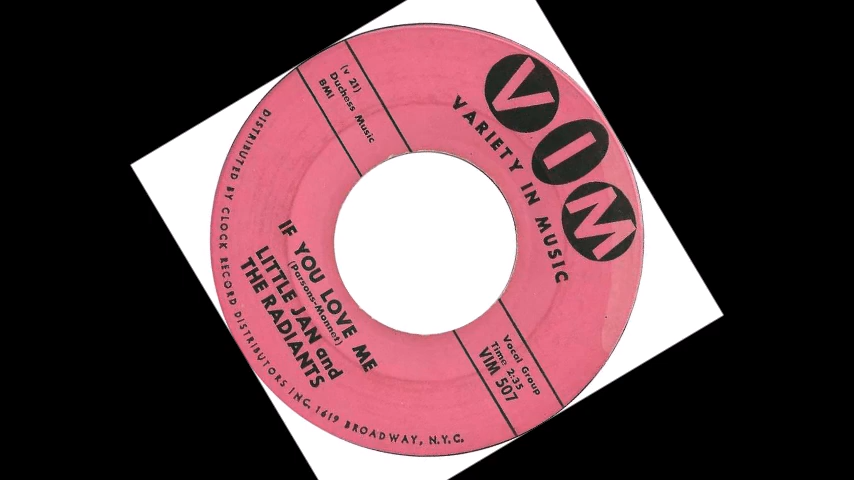 VIM
VARIETY IN MUSIC
(v 21)
Duchess Music
BMI
Vocal Group
Time 2:35
VIM 507
IF YOU LOVE ME
(Parsons-Monnet)
LITTLE JAN and
THE RADIANTS
DISTRIBUTED BY CLOCK RECORD DISTRIBUTORS INC. 1619 BROADWAY, N.Y.C.